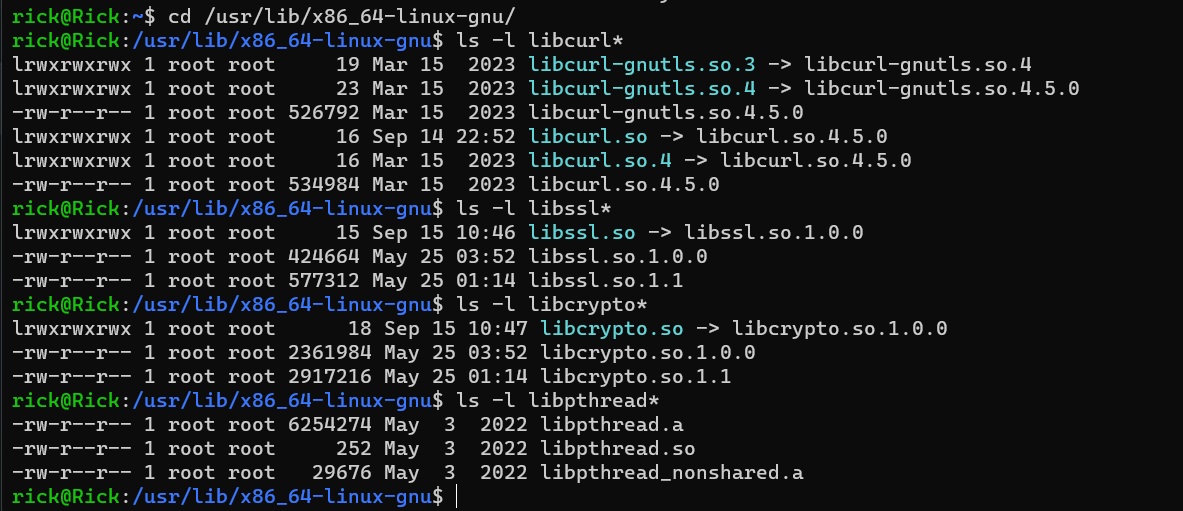 rick@Rick:~$ cd /usr/lib/x86_64-linux-gnu/
rick@Rick:/usr/lib/x86_64-linux-gnu$ ls -l libcurl*
lrwxrwxrwx 1 root root     19 Mar 15  2023 libcurl-gnutls.so.3 -> libcurl-gnutls.so.4
lrwxrwxrwx 1 root root     23 Mar 15  2023 libcurl-gnutls.so.4 -> libcurl-gnutls.so.4.5.0
-rw-r--r-- 1 root root 526792 Mar 15  2023 libcurl-gnutls.so.4.5.0
lrwxrwxrwx 1 root root     16 Sep 14 22:52 libcurl.so -> libcurl.so.4.5.0
lrwxrwxrwx 1 root root     16 Mar 15  2023 libcurl.so.4 -> libcurl.so.4.5.0
-rw-r--r-- 1 root root 534984 Mar 15  2023 libcurl.so.4.5.0
rick@Rick:/usr/lib/x86_64-linux-gnu$ ls -l libssl*
lrwxrwxrwx 1 root root     15 Sep 15 10:46 libssl.so -> libssl.so.1.0.0
-rw-r--r-- 1 root root 424664 May 25 03:52 libssl.so.1.0.0
-rw-r--r-- 1 root root 577312 May 25 01:14 libssl.so.1.1
rick@Rick:/usr/lib/x86_64-linux-gnu$ ls -l libcrypto*
lrwxrwxrwx 1 root root      18 Sep 15 10:47 libcrypto.so -> libcrypto.so.1.0.0
-rw-r--r-- 1 root root 2361984 May 25 03:52 libcrypto.so.1.0.0
-rw-r--r-- 1 root root 2917216 May 25 01:14 libcrypto.so.1.1
rick@Rick:/usr/lib/x86_64-linux-gnu$ ls -l libpthread*
-rw-r--r-- 1 root root 6254274 May  3  2022 libpthread.a
-rw-r--r-- 1 root root     252 May  3  2022 libpthread.so
-rw-r--r-- 1 root root   29676 May  3  2022 libpthread_nonshared.a
rick@Rick:/usr/lib/x86_64-linux-gnu$